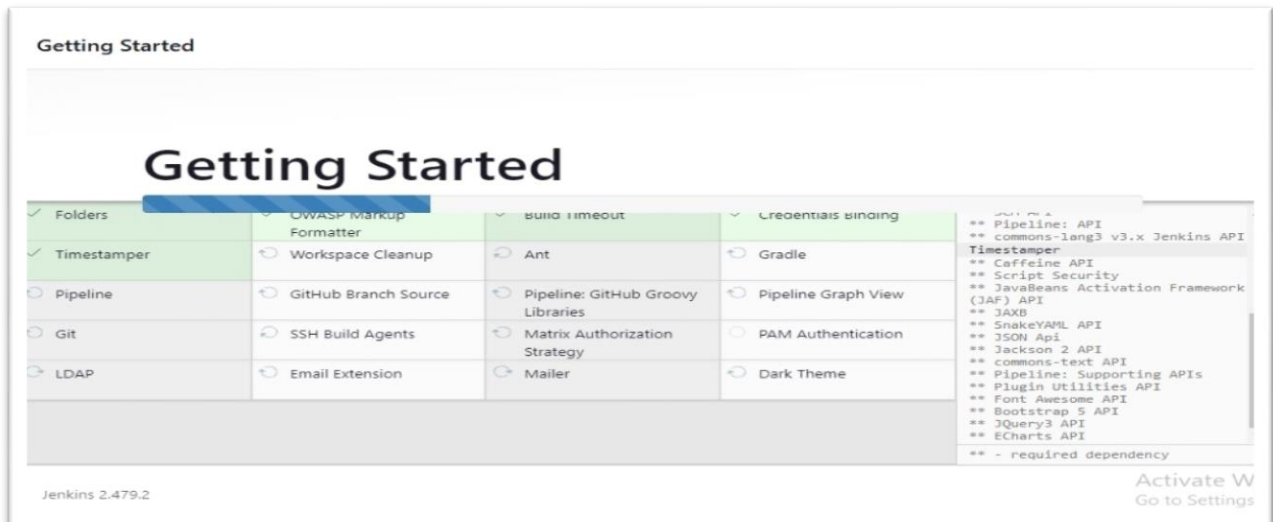 Getting Started
Getting Started
Folders
OWASP Markup
Formatter
Build Timeout
Credentials Binding
Timestamper
Workspace Cleanup
Ant
Gradle
Pipeline
GitHub Branch Source
Pipeline: GitHub Groovy
Libraries
Pipeline Graph View
Git
SSH Build Agents
Matrix Authorization
Strategy
PAM Authentication
LDAP
Email Extension
Mailer
Dark Theme
** Pipeline: API
** commons-lang3 v3.x Jenkins API
Timestamper
** Caffeine API
** Script Security
** JavaBeans Activation Framework
(JAF) API
** JAXB
** SnakeYAML API
** JSON Api
** Jackson 2 API
** commons-text API
** Pipeline: Supporting APIs
** Plugin Utilities API
** Font Awesome API
** Bootstrap 5 API
** JQuery3 API
** ECharts API
** - required dependency
Jenkins 2.479.2
Activate W
Go to Settings